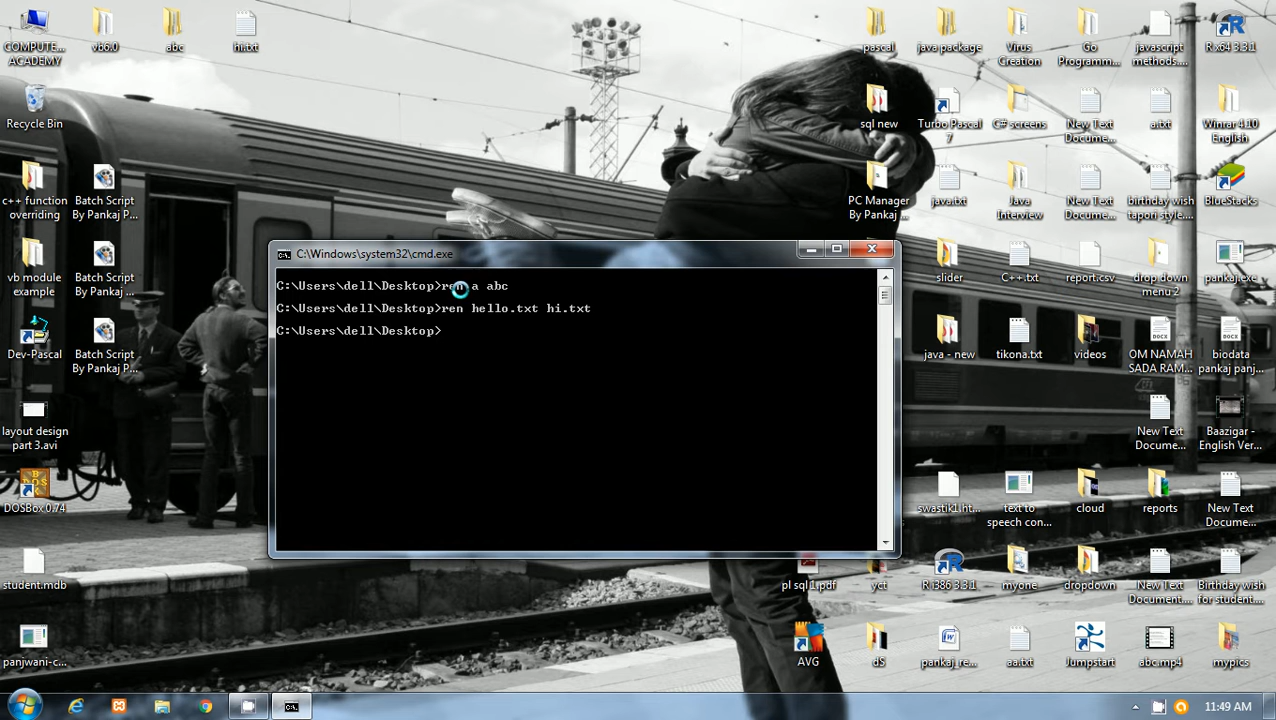 COMPUTE... ACADEMY
v86.0
abc
hi.txt
pascal
java package
Virus Creation
Go Programm...
javascript methods....
R x64 3.3.1
Recycle Bin
sql new
Turbo Pascal 7
C# screens
New Text Docume...
a.txt
Winrar 4.10 English
c++ function overriding
Batch Script By Pankaj P...
PC Manager By Pankaj ...
java.txt
Java Interview
New Text Docume...
birthday wish tapori style....
BlueStacks
C:\Windows\system32\cmd.exe
C:\Users\dell\Desktop>ren a abc
C:\Users\dell\Desktop>ren hello.txt hi.txt
C:\Users\dell\Desktop>
vb module example
Batch Script By Pankaj P...
slider
C++.txt
report.csv
drop down menu 2
pankaj.exe
Dev-Pascal
Batch Script By Pankaj P...
java - new
tikona.txt
videos
OM NAMAH SADA RAM...
biodata pankaj panj...
layout design part 3.avi
New Text Docume...
Baazigar - English Ver...
DOSBox 0.74
swastik1.ht...
text to speech con...
cloud
reports
New Text Docume...
student.mdb
pl sql 1.pdf
yct
R i386 3.3.1
myone
dropdown
New Text Document....
Birthday wish for student...
panjwani-c...
AVG
dS
pankaj_re...
aa.txt
Jumpstart
abc.mp4
mypics
11:49 AM